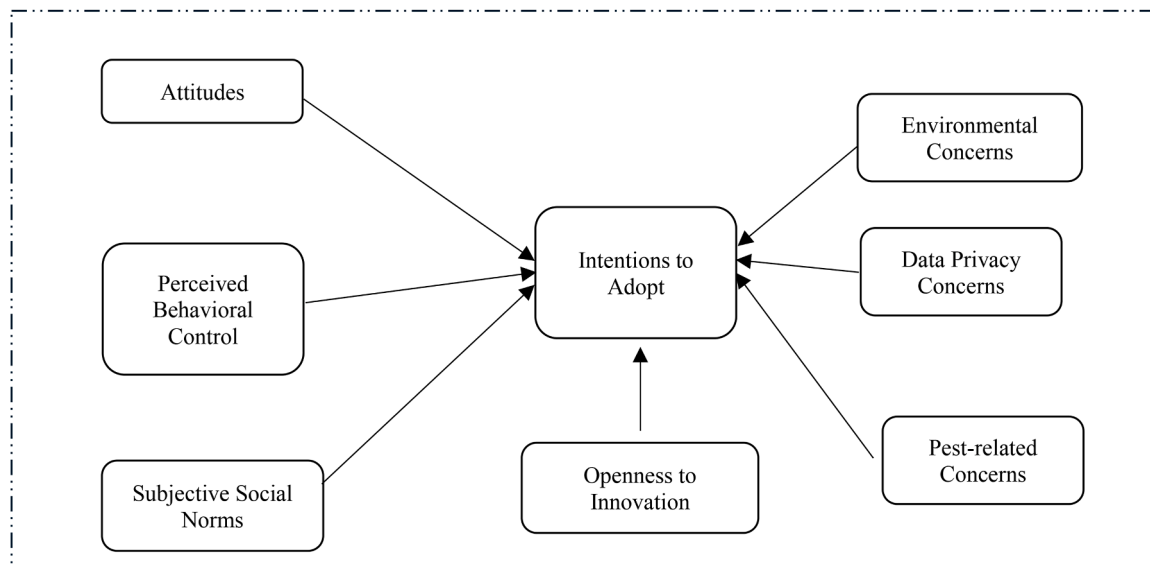 Attitudes
Perceived
Behavioral
Control
Subjective Social
Norms
Intentions to
Adopt
Openness to
Innovation
Environmental
Concerns
Data Privacy
Concerns
Pest-related
Concerns